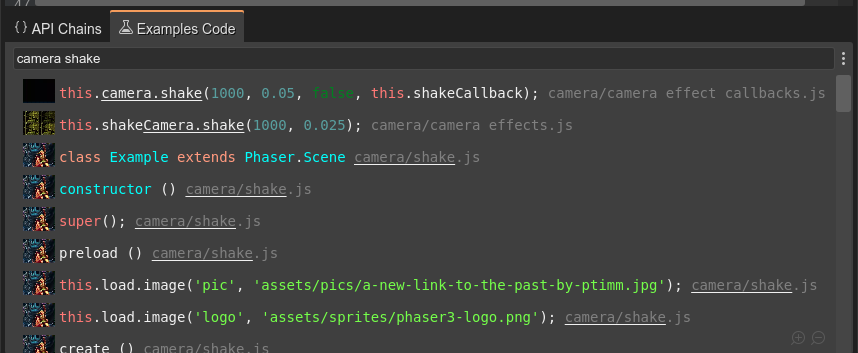 47
{} API Chains Examples Code
camera shake
this.camera.shake(1000, 0.05, false, this.shakeCallback); camera/camera effect callbacks.js
this.shakeCamera.shake(1000, 0.025); camera/camera effects.js
class Example extends Phaser.Scene camera/shake.js
constructor () camera/shake.js
super(); camera/shake.js
preload () camera/shake.js
this.load.image('pic', 'assets/pics/a-new-link-to-the-past-by-ptimm.jpg'); camera/shake.js
this.load.image('logo', 'assets/sprites/phaser3-logo.png'); camera/shake.js
create () camera/shake.js